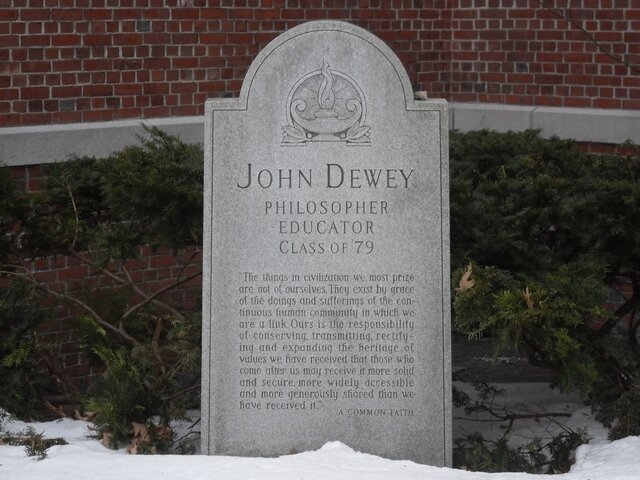 JOHN DEWEY
PHILOSOPHER
EDUCATOR
CLASS OF '79
"The things in civilization we most prize
are not of ourselves. They exist by grace
of the doings and sufferings of the con-
tinuous human community in which we
are a link. Ours is the responsibility
of conserving, transmitting, rectify-
ing and expanding the heritage of
values we have received that those who
come after us may receive it more solid
and secure, more widely accessible
and more generously shared than we
have received it."
A COMMON FAITH